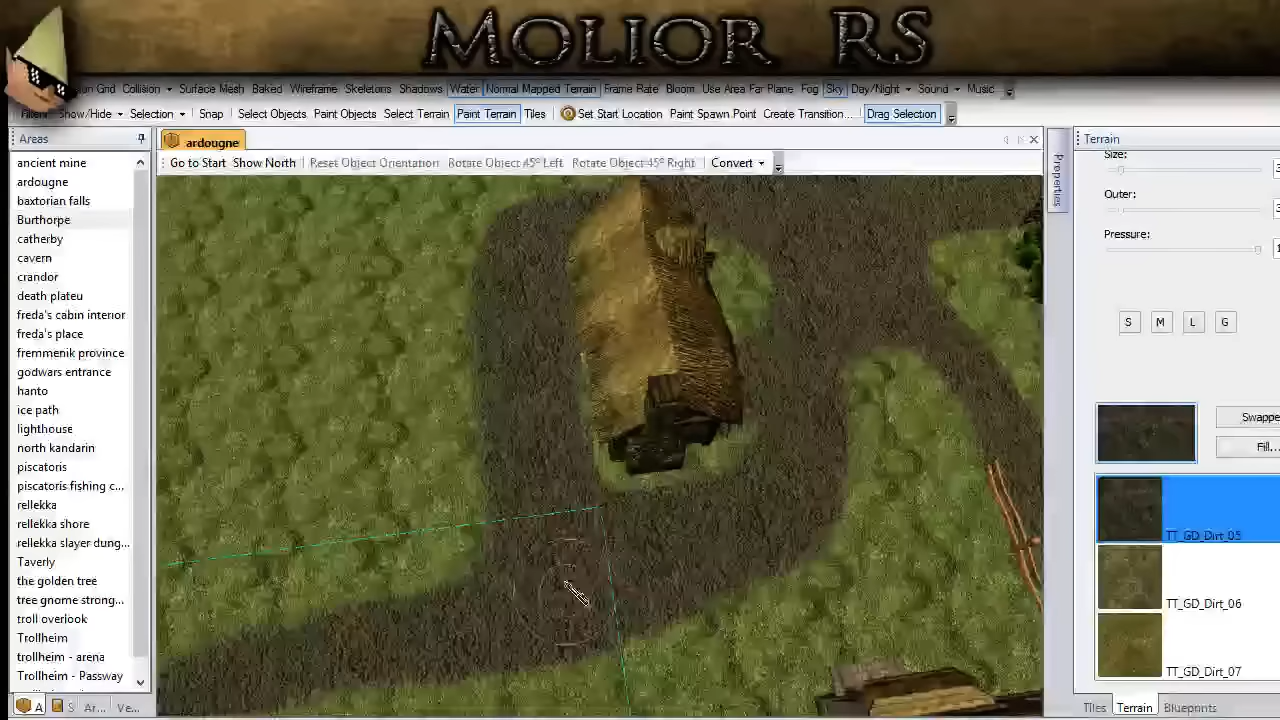 MOLIOR RS
Grid Collision Surface Mesh Baked Wireframe Skeletons Shadows Water Normal Mapped Terrain Frame Rate Bloom Use Area Far Plane Fog Sky Day/Night Sound Music
Show/Hide Selection Snap Select Objects Paint Objects Select Terrain Paint Terrain Tiles Set Start Location Paint Spawn Point Create Transition... Drag Selection
Areas
ardougne
Terrain
Go to Start Show North Reset Object Orientation Rotate Object 45° Left Rotate Object 45° Right Convert
Properties
ancient mine
ardougne
baxtorian falls
Burthorpe
catherby
cavern
crandor
death plateu
freda's cabin interior
freda's place
fremmenik province
godwars entrance
hanto
ice path
lighthouse
north kandarin
piscatoris
piscatoris fishing c...
rellekka
rellekka shore
rellekka slayer dung...
Taverly
the golden tree
tree gnome strong...
troll overlook
Trollheim
trollheim - arena
Trollheim - Passway
A S Ar... Ve...
Size:
Outer:
Pressure:
S M L G
Swappe
Fill...
TT_GD_Dirt_05
TT_GD_Dirt_06
TT_GD_Dirt_07
Tiles Terrain Blueprints